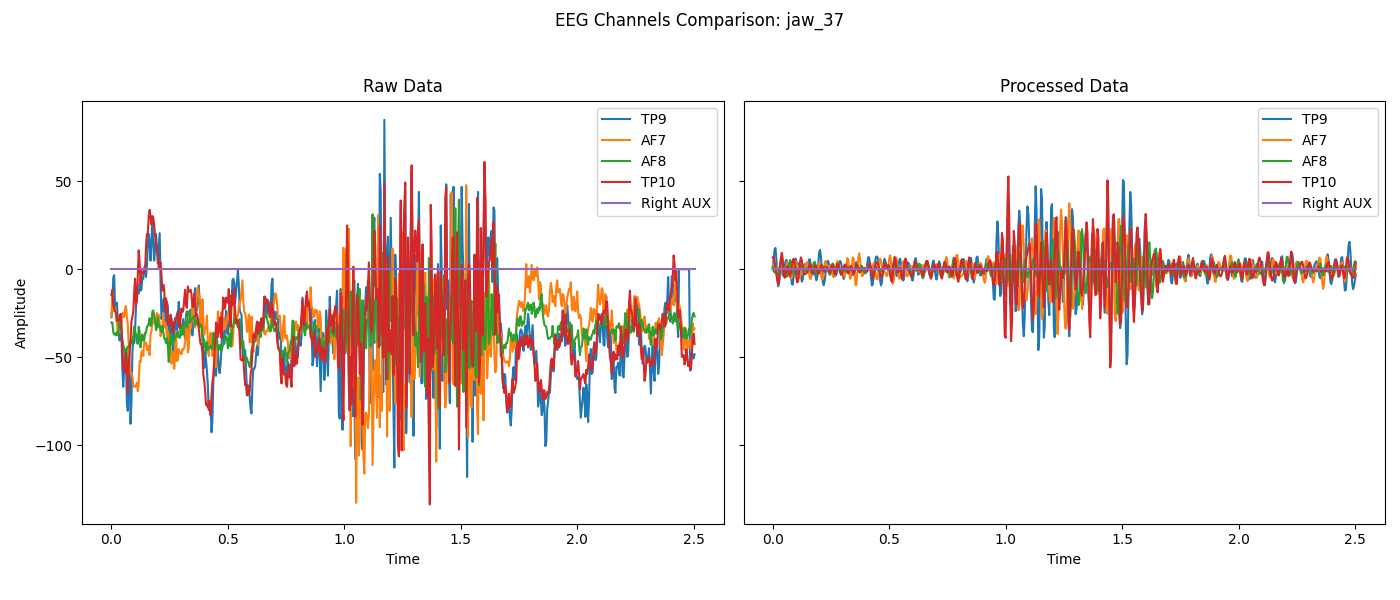 EEG Channels Comparison: jaw_37
Raw Data
TP9
AF7
AF8
TP10
Right AUX
50
0
−50
−100
Amplitude
0.0 0.5 1.0 1.5 2.0 2.5
Time
Processed Data
TP9
AF7
AF8
TP10
Right AUX
0.0 0.5 1.0 1.5 2.0 2.5
Time